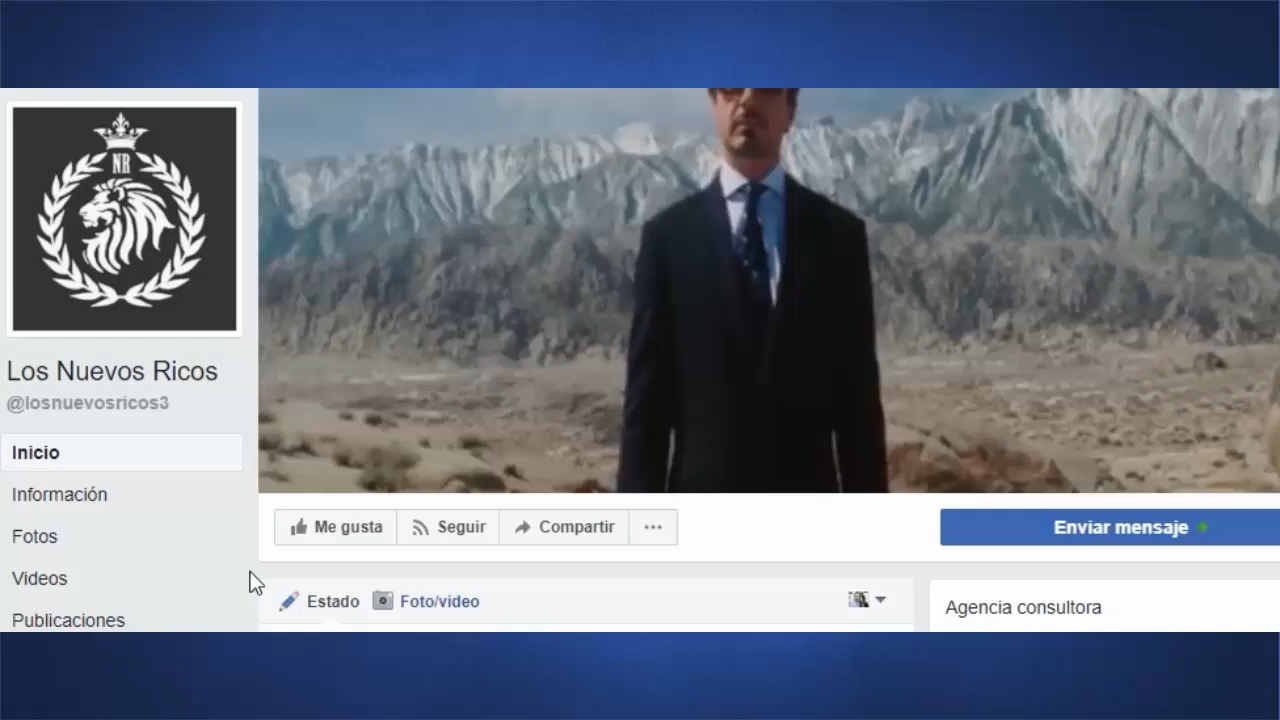 NR
Los Nuevos Ricos
@losnuevosricos3
Inicio
Información
Fotos
Videos
Publicaciones
Me gusta
Seguir
Compartir
Enviar mensaje
Estado
Foto/video
Agencia consultora